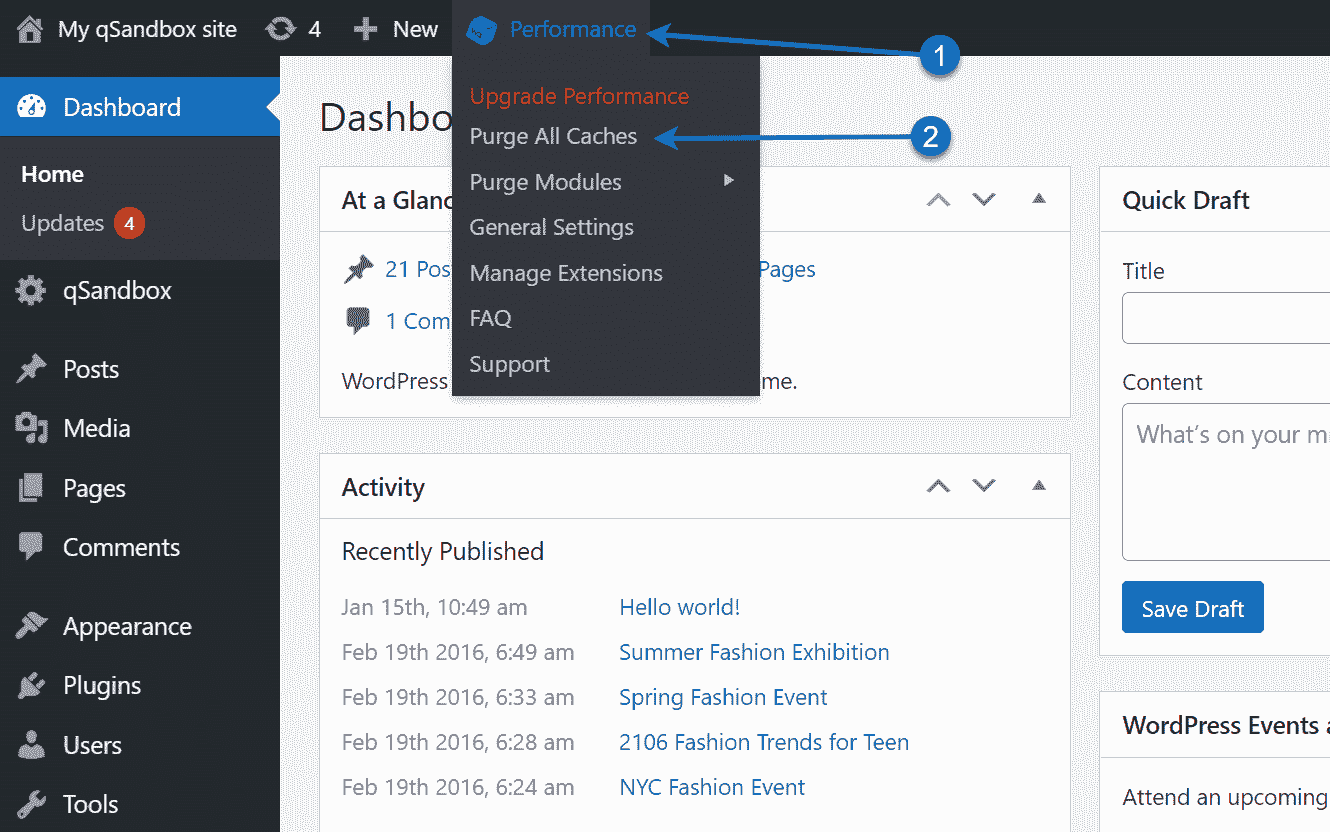 My qSandbox site 4 New Performance
1
Dashboard
Home
Updates 4
qSandbox
Posts
Media
Pages
Comments
Appearance
Plugins
Users
Tools
Upgrade Performance
Purge All Caches
2
Purge Modules
General Settings
Manage Extensions
FAQ
Support
Dashbo
At a Glanc
21 Pos
Pages
1 Com
WordPress
me.
Activity
Recently Published
Jan 15th, 10:49 am Hello world!
Feb 19th 2016, 6:49 am Summer Fashion Exhibition
Feb 19th 2016, 6:33 am Spring Fashion Event
Feb 19th 2016, 6:28 am 2106 Fashion Trends for Teen
Feb 19th 2016, 6:24 am NYC Fashion Event
Quick Draft
Title
Content
What's on your m
Save Draft
WordPress Events a
Attend an upcoming